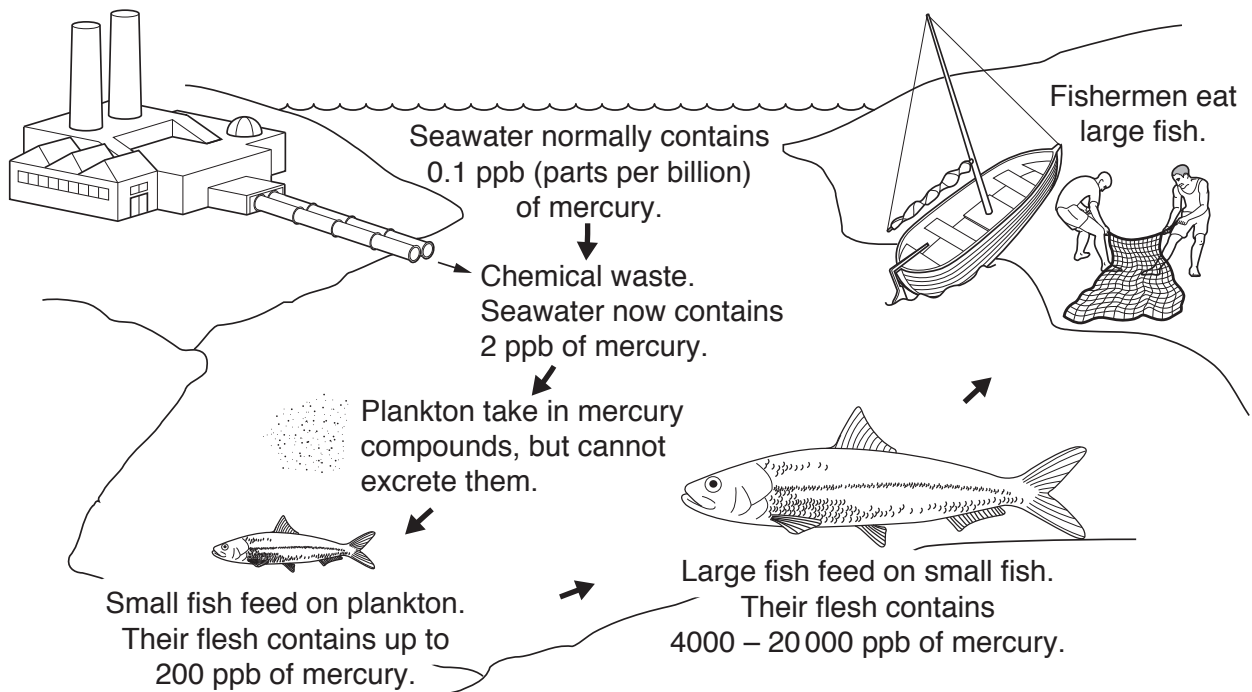 Fishermen eat
large fish.
Seawater normally contains
0.1 ppb (parts per billion)
of mercury.
Chemical waste.
Seawater now contains
2 ppb of mercury.
Plankton take in mercury
compounds, but cannot
excrete them.
Small fish feed on plankton.
Their flesh contains up to
200 ppb of mercury.
Large fish feed on small fish.
Their flesh contains
4000 – 20 000 ppb of mercury.